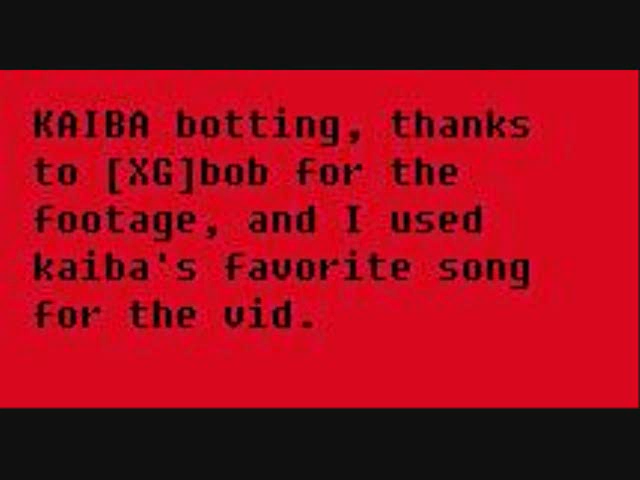 KAIBA botting, thanks
to [XG]bob for the
footage, and I used
kaiba's favorite song
for the vid.